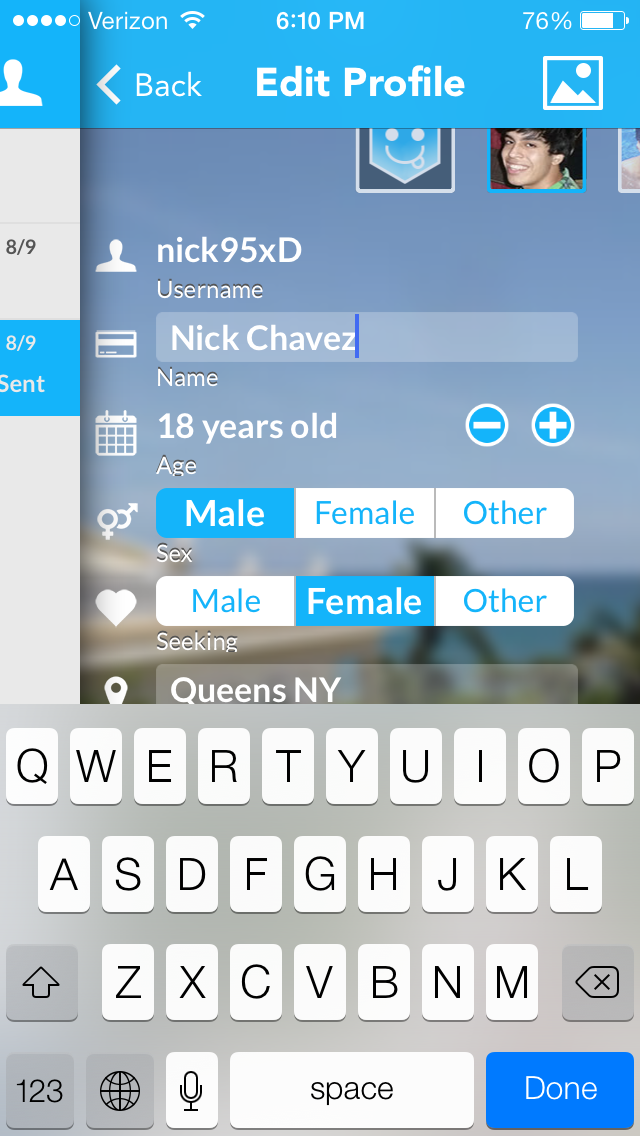 Verizon 6:10 PM 76%
Back Edit Profile
8/9
8/9
Sent
nick95xD
Username
Nick Chavez
Name
18 years old
Age
Male Female Other
Sex
Male Female Other
Seeking
Queens NY
Q W E R T Y U I O P
A S D F G H J K L
Z X C V B N M
123 space Done